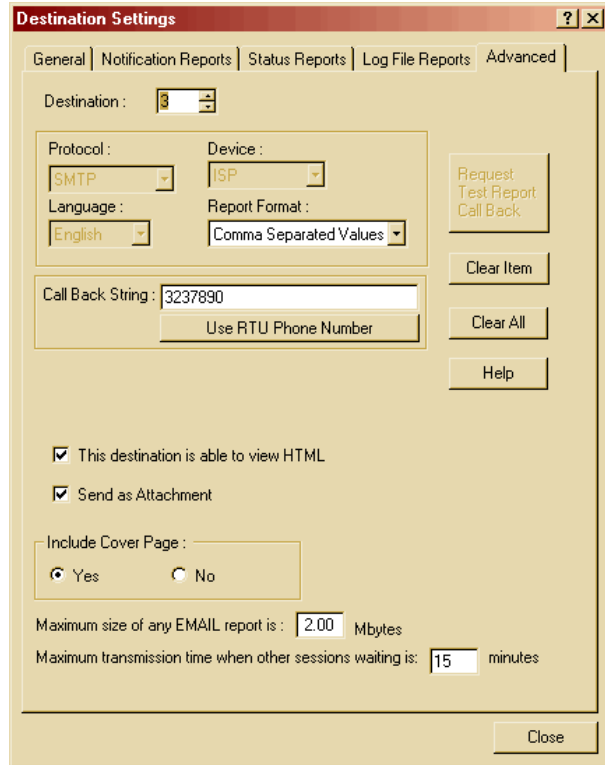 Destination Settings
General Notification Reports Status Reports Log File Reports Advanced
Destination : 3
Protocol : Device :
SMTP ISP
Language : Report Format :
English Comma Separated Values
Request
Test Report
Call Back
Call Back String : 3237890
Use RTU Phone Number
Clear Item
Clear All
Help
This destination is able to view HTML
Send as Attachment
Include Cover Page :
Yes No
Maximum size of any EMAIL report is : 2.00 Mbytes
Maximum transmission time when other sessions waiting is: 15 minutes
Close